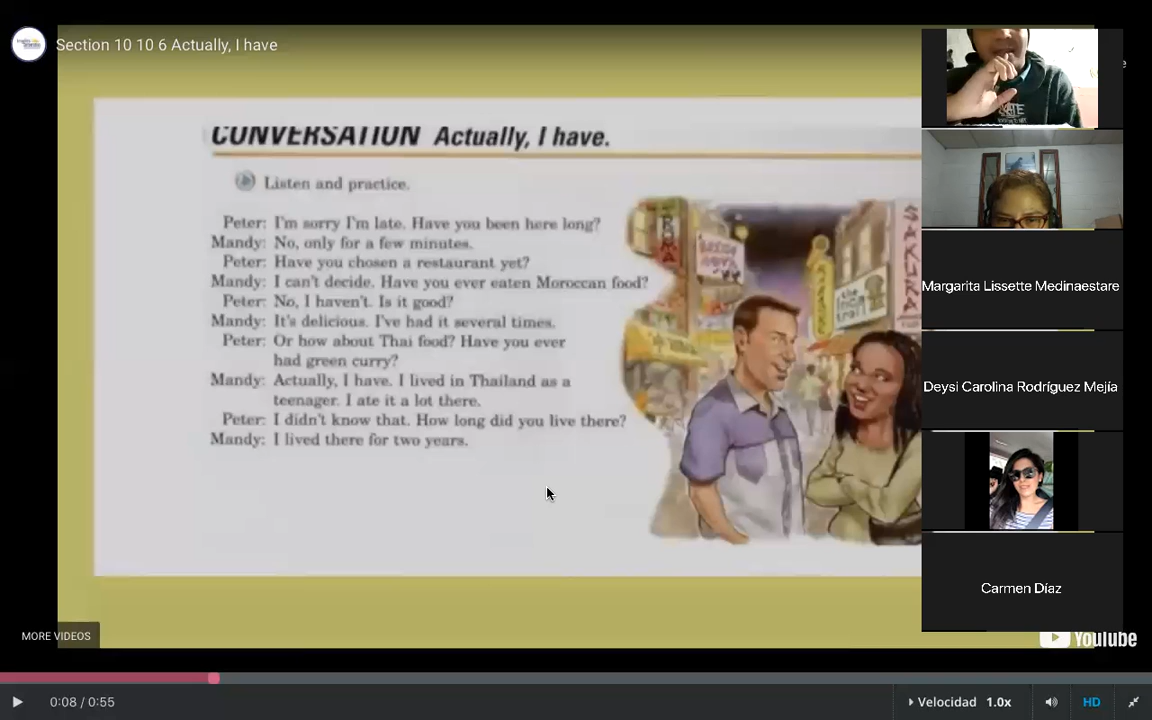 Section 10 10 6 Actually, I have
CONVERSATION Actually, I have.
Listen and practice.
Peter: I'm sorry I'm late. Have you been here long?
Mandy: No, only for a few minutes.
Peter: Have you chosen a restaurant yet?
Mandy: I can't decide. Have you ever eaten Moroccan food?
Peter: No, I haven't. Is it good?
Mandy: It's delicious. I've had it several times.
Peter: Or how about Thai food? Have you ever
had green curry?
Mandy: Actually, I have. I lived in Thailand as a
teenager. I ate it a lot there.
Peter: I didn't know that. How long did you live there?
Mandy: I lived there for two years.
the
Inca
trail
SAKURA
Margarita Lissette Medinaestare
Deysi Carolina Rodríguez Mejía
Carmen Díaz
MORE VIDEOS
YouTube
0:08 / 0:55
Velocidad 1.0x
HD